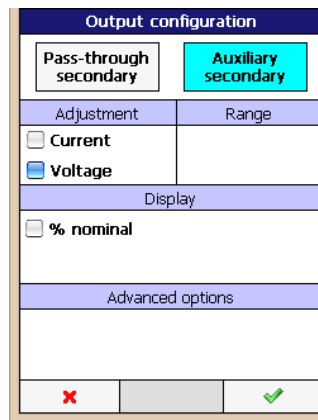 Output configuration
Pass-through
secondary
Auxiliary
secondary
Adjustment
Range
Current
Voltage
Display
% nominal
Advanced options